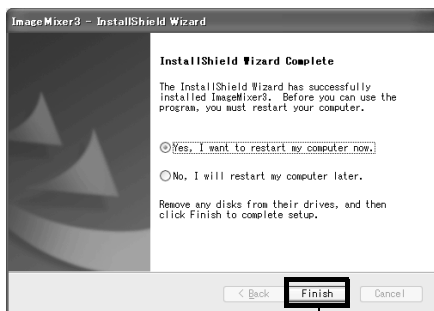 ImageMixer3 - InstallShield Wizard
InstallShield Wizard Complete
The InstallShield Wizard has successfully
installed ImageMixer3.  Before you can use the
program, you must restart your computer.
Yes, I want to restart my computer now.
No, I will restart my computer later.
Remove any disks from their drives, and then
click Finish to complete setup.
< Back
Finish
Cancel